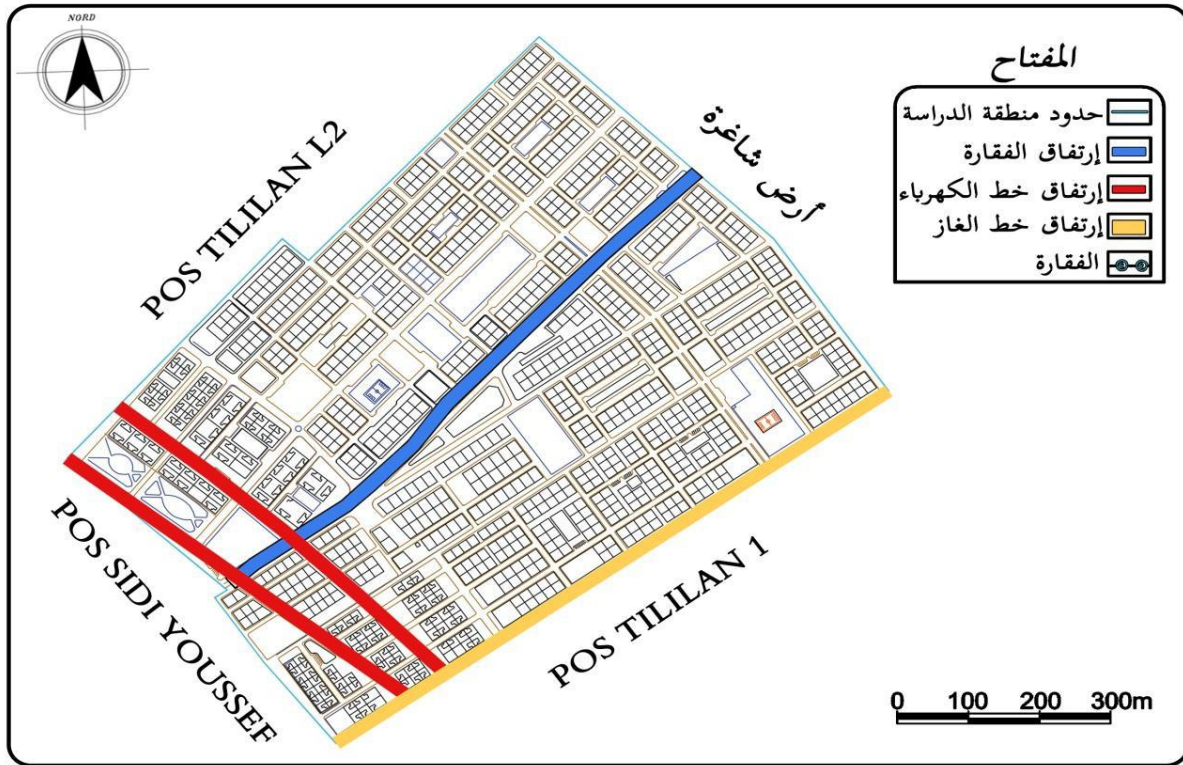 NORD
المفتاح
حدود منطقة الدراسة
إرتفاق الفقارة
إرتفاق خط الكهرباء
إرتفاق خط الغاز
الفقارة
أرض شاغرة
POS TILILAN L2
POS SIDI YOUSSEF
POS TILILAN 1
0 100 200 300m